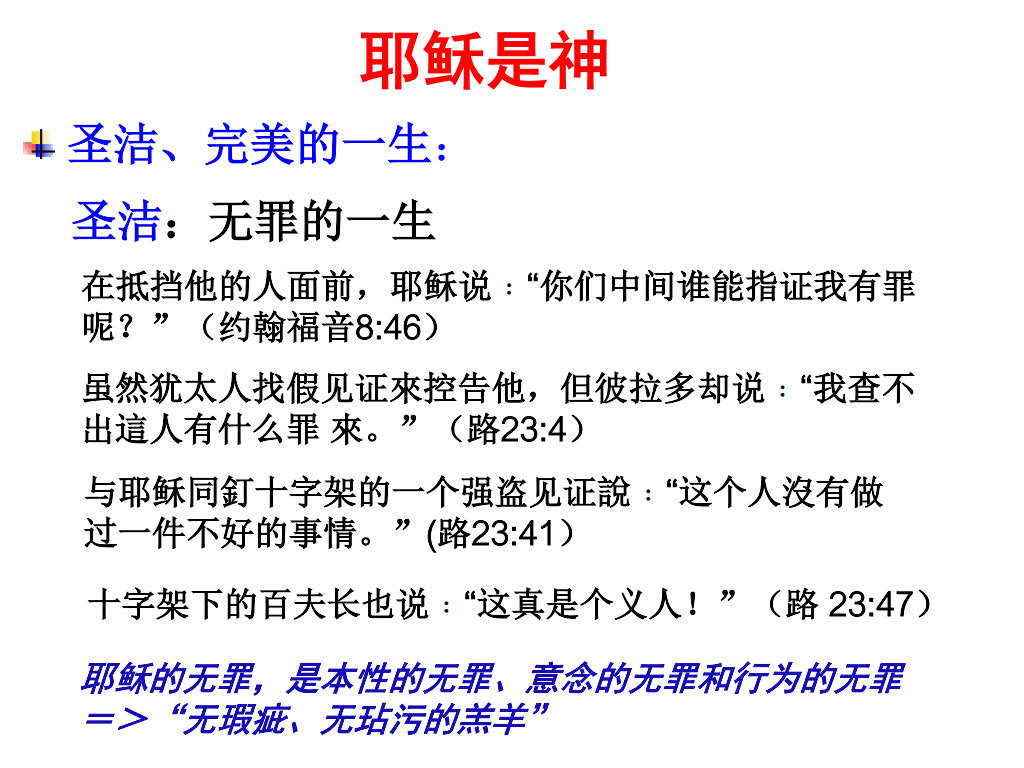 耶稣是神
圣洁、完美的一生：
圣洁：无罪的一生
在抵挡他的人面前，耶稣说﹕“你们中间谁能指证我有罪
呢？”（约翰福音8:46）
虽然犹太人找假见证來控告他，但彼拉多却说﹕“我查不
出這人有什么罪 來。”（路23:4）
与耶稣同釘十字架的一个强盗见证說﹕“这个人沒有做
过一件不好的事情。”(路23:41）
十字架下的百夫长也说﹕“这真是个义人！”（路 23:47）
耶稣的无罪，是本性的无罪、意念的无罪和行为的无罪
＝＞“无瑕疵、无玷污的羔羊”